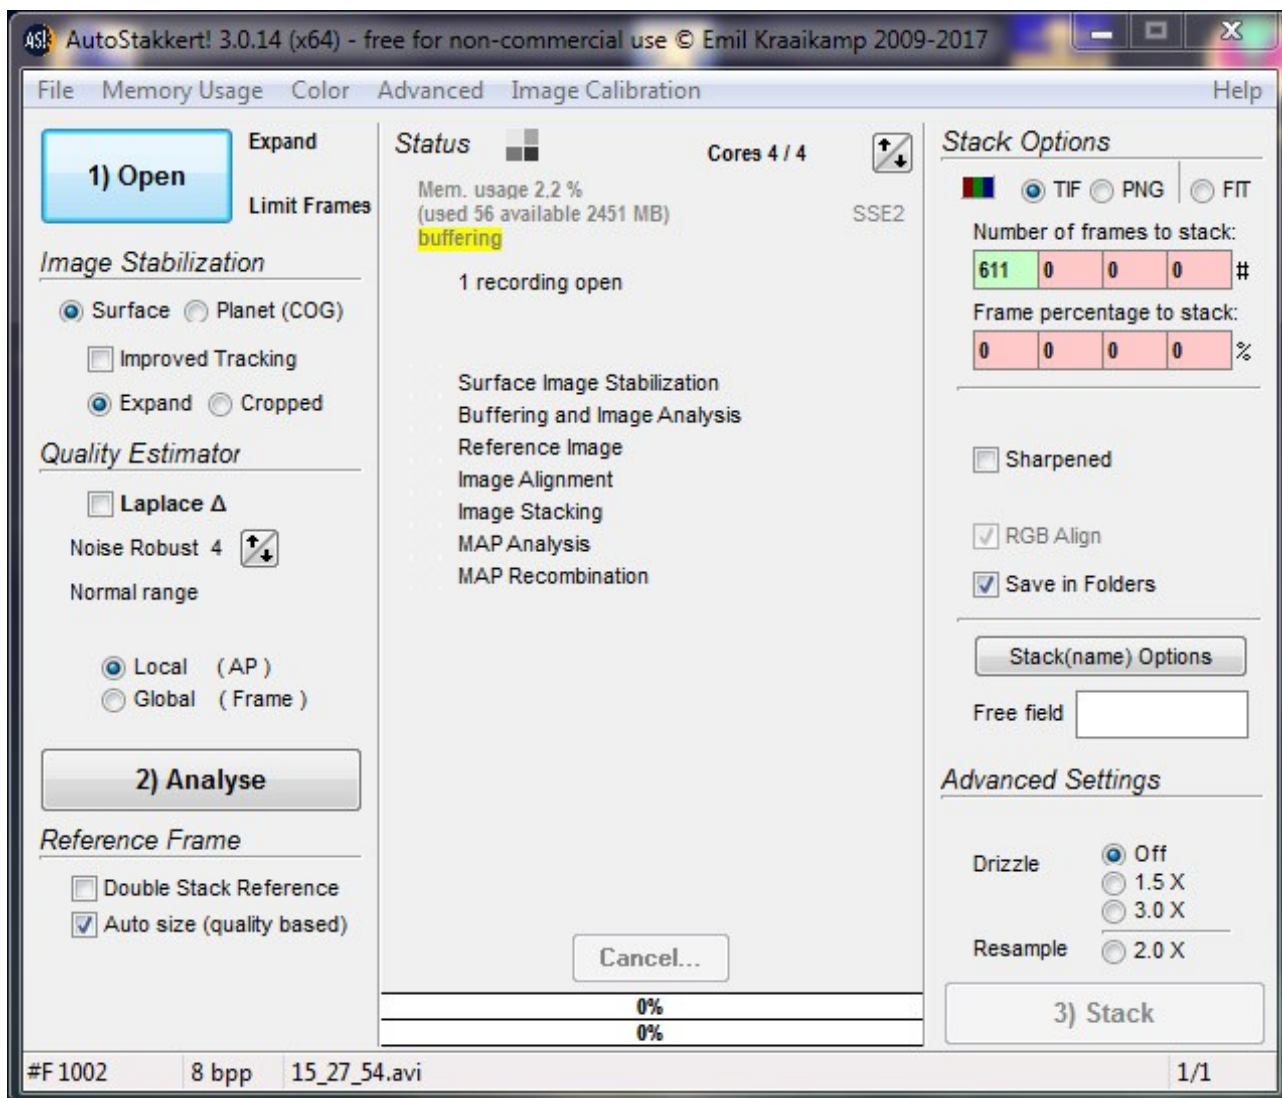 AS!
AutoStakkert! 3.0.14 (x64) - free for non-commercial use © Emil Kraaikamp 2009-2017
File Memory Usage Color Advanced Image Calibration Help
1) Open
Expand
Limit Frames
Image Stabilization
Surface Planet (COG)
Improved Tracking
Expand Cropped
Quality Estimator
Laplace Δ
Noise Robust 4
Normal range
Local (AP)
Global (Frame)
2) Analyse
Reference Frame
Double Stack Reference
Auto size (quality based)
Status
Cores 4 / 4
Mem. usage 2,2 %
(used 56 available 2451 MB)
SSE2
buffering
1 recording open
Surface Image Stabilization
Buffering and Image Analysis
Reference Image
Image Alignment
Image Stacking
MAP Analysis
MAP Recombination
Cancel...
0%
0%
Stack Options
TIF PNG FIT
Number of frames to stack:
611 0 0 0 #
Frame percentage to stack:
0 0 0 0 %
Sharpened
RGB Align
Save in Folders
Stack(name) Options
Free field
Advanced Settings
Drizzle
Off
1.5 X
3.0 X
Resample 2.0 X
3) Stack
#F 1002 8 bpp 15_27_54.avi 1/1